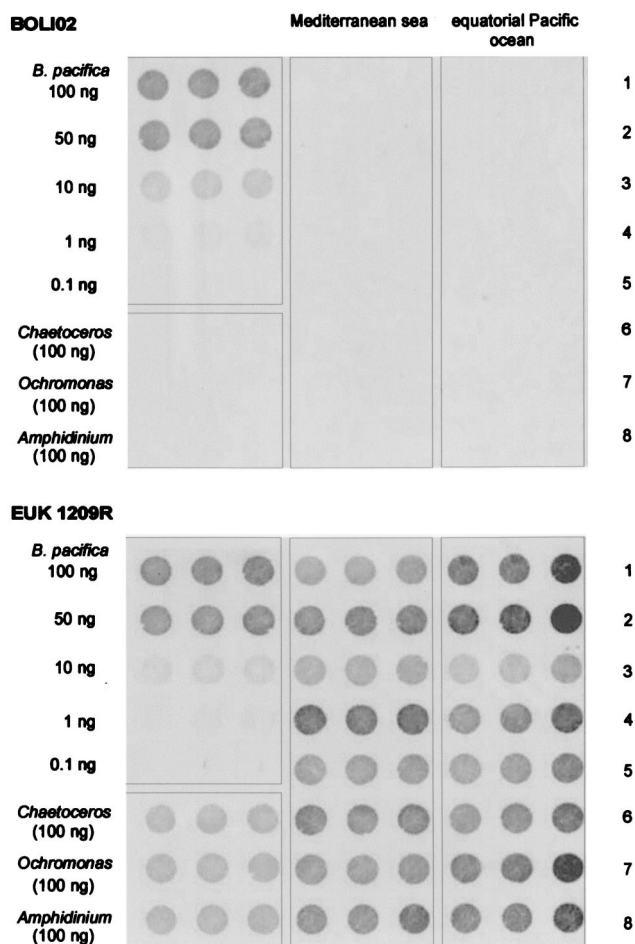 BOLI02
Mediterranean sea
equatorial Pacific
ocean
B. pacifica
100 ng
1
50 ng
2
10 ng
3
1 ng
4
0.1 ng
5
Chaetoceros
(100 ng)
6
Ochromonas
(100 ng)
7
Amphidinium
(100 ng)
8
EUK 1209R
B. pacifica
100 ng
1
50 ng
2
10 ng
3
1 ng
4
0.1 ng
5
Chaetoceros
(100 ng)
6
Ochromonas
(100 ng)
7
Amphidinium
(100 ng)
8